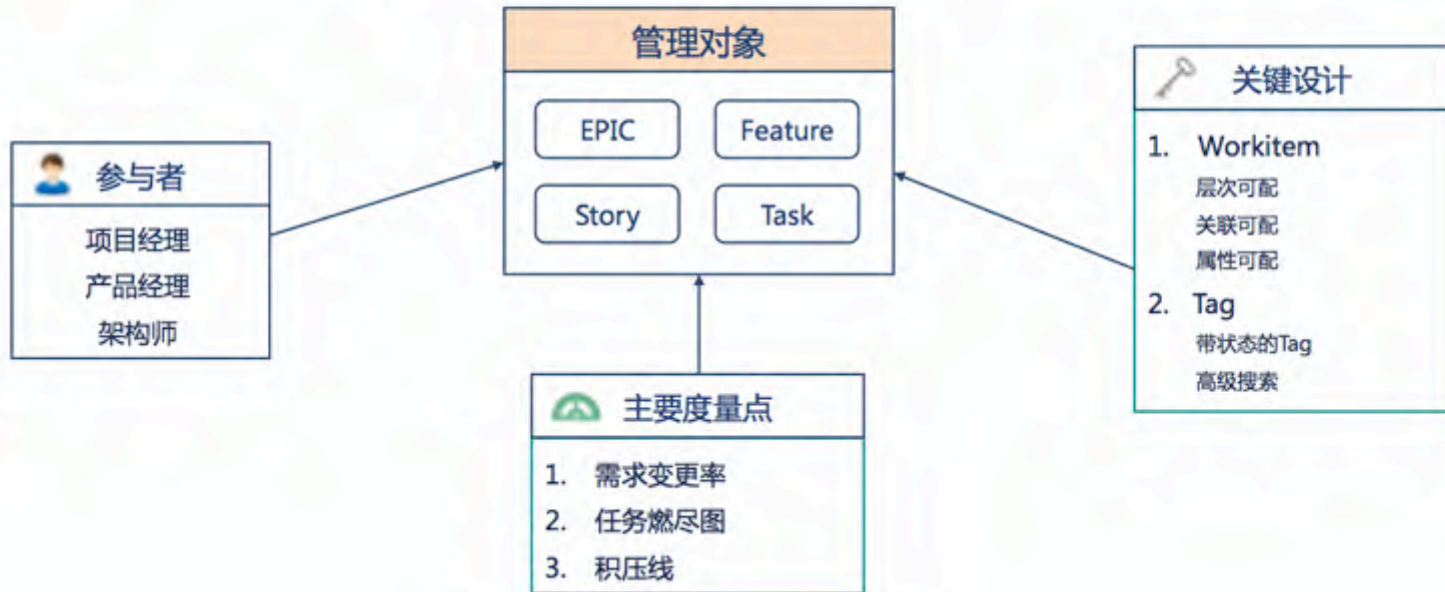 管理对象
EPIC
Feature
Story
Task
参与者
项目经理
产品经理
架构师
主要度量点
1. 需求变更率
2. 任务燃尽图
3. 积压线
关键设计
1. Workitem
层次可配
关联可配
属性可配
2. Tag
带状态的Tag
高级搜索